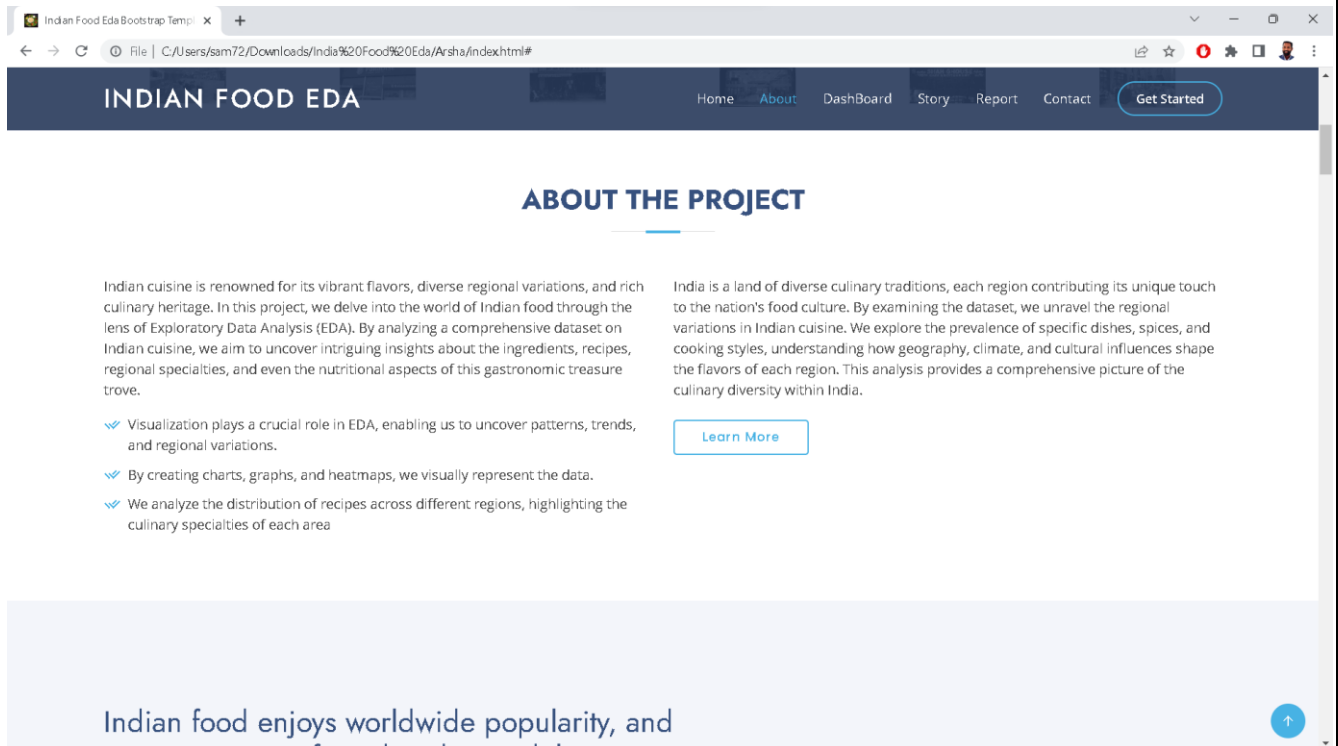 Indian Food Eda Bootstrap Templ
File | C:/Users/sam72/Downloads/India%20Food%20Eda/Arsha/index.html#
INDIAN FOOD EDA
Home About DashBoard Story Report Contact Get Started
ABOUT THE PROJECT
Indian cuisine is renowned for its vibrant flavors, diverse regional variations, and rich
culinary heritage. In this project, we delve into the world of Indian food through the
lens of Exploratory Data Analysis (EDA). By analyzing a comprehensive dataset on
Indian cuisine, we aim to uncover intriguing insights about the ingredients, recipes,
regional specialties, and even the nutritional aspects of this gastronomic treasure
trove.
Visualization plays a crucial role in EDA, enabling us to uncover patterns, trends,
and regional variations.
By creating charts, graphs, and heatmaps, we visually represent the data.
We analyze the distribution of recipes across different regions, highlighting the
culinary specialties of each area
India is a land of diverse culinary traditions, each region contributing its unique touch
to the nation's food culture. By examining the dataset, we unravel the regional
variations in Indian cuisine. We explore the prevalence of specific dishes, spices, and
cooking styles, understanding how geography, climate, and cultural influences shape
the flavors of each region. This analysis provides a comprehensive picture of the
culinary diversity within India.
Learn More
Indian food enjoys worldwide popularity, and